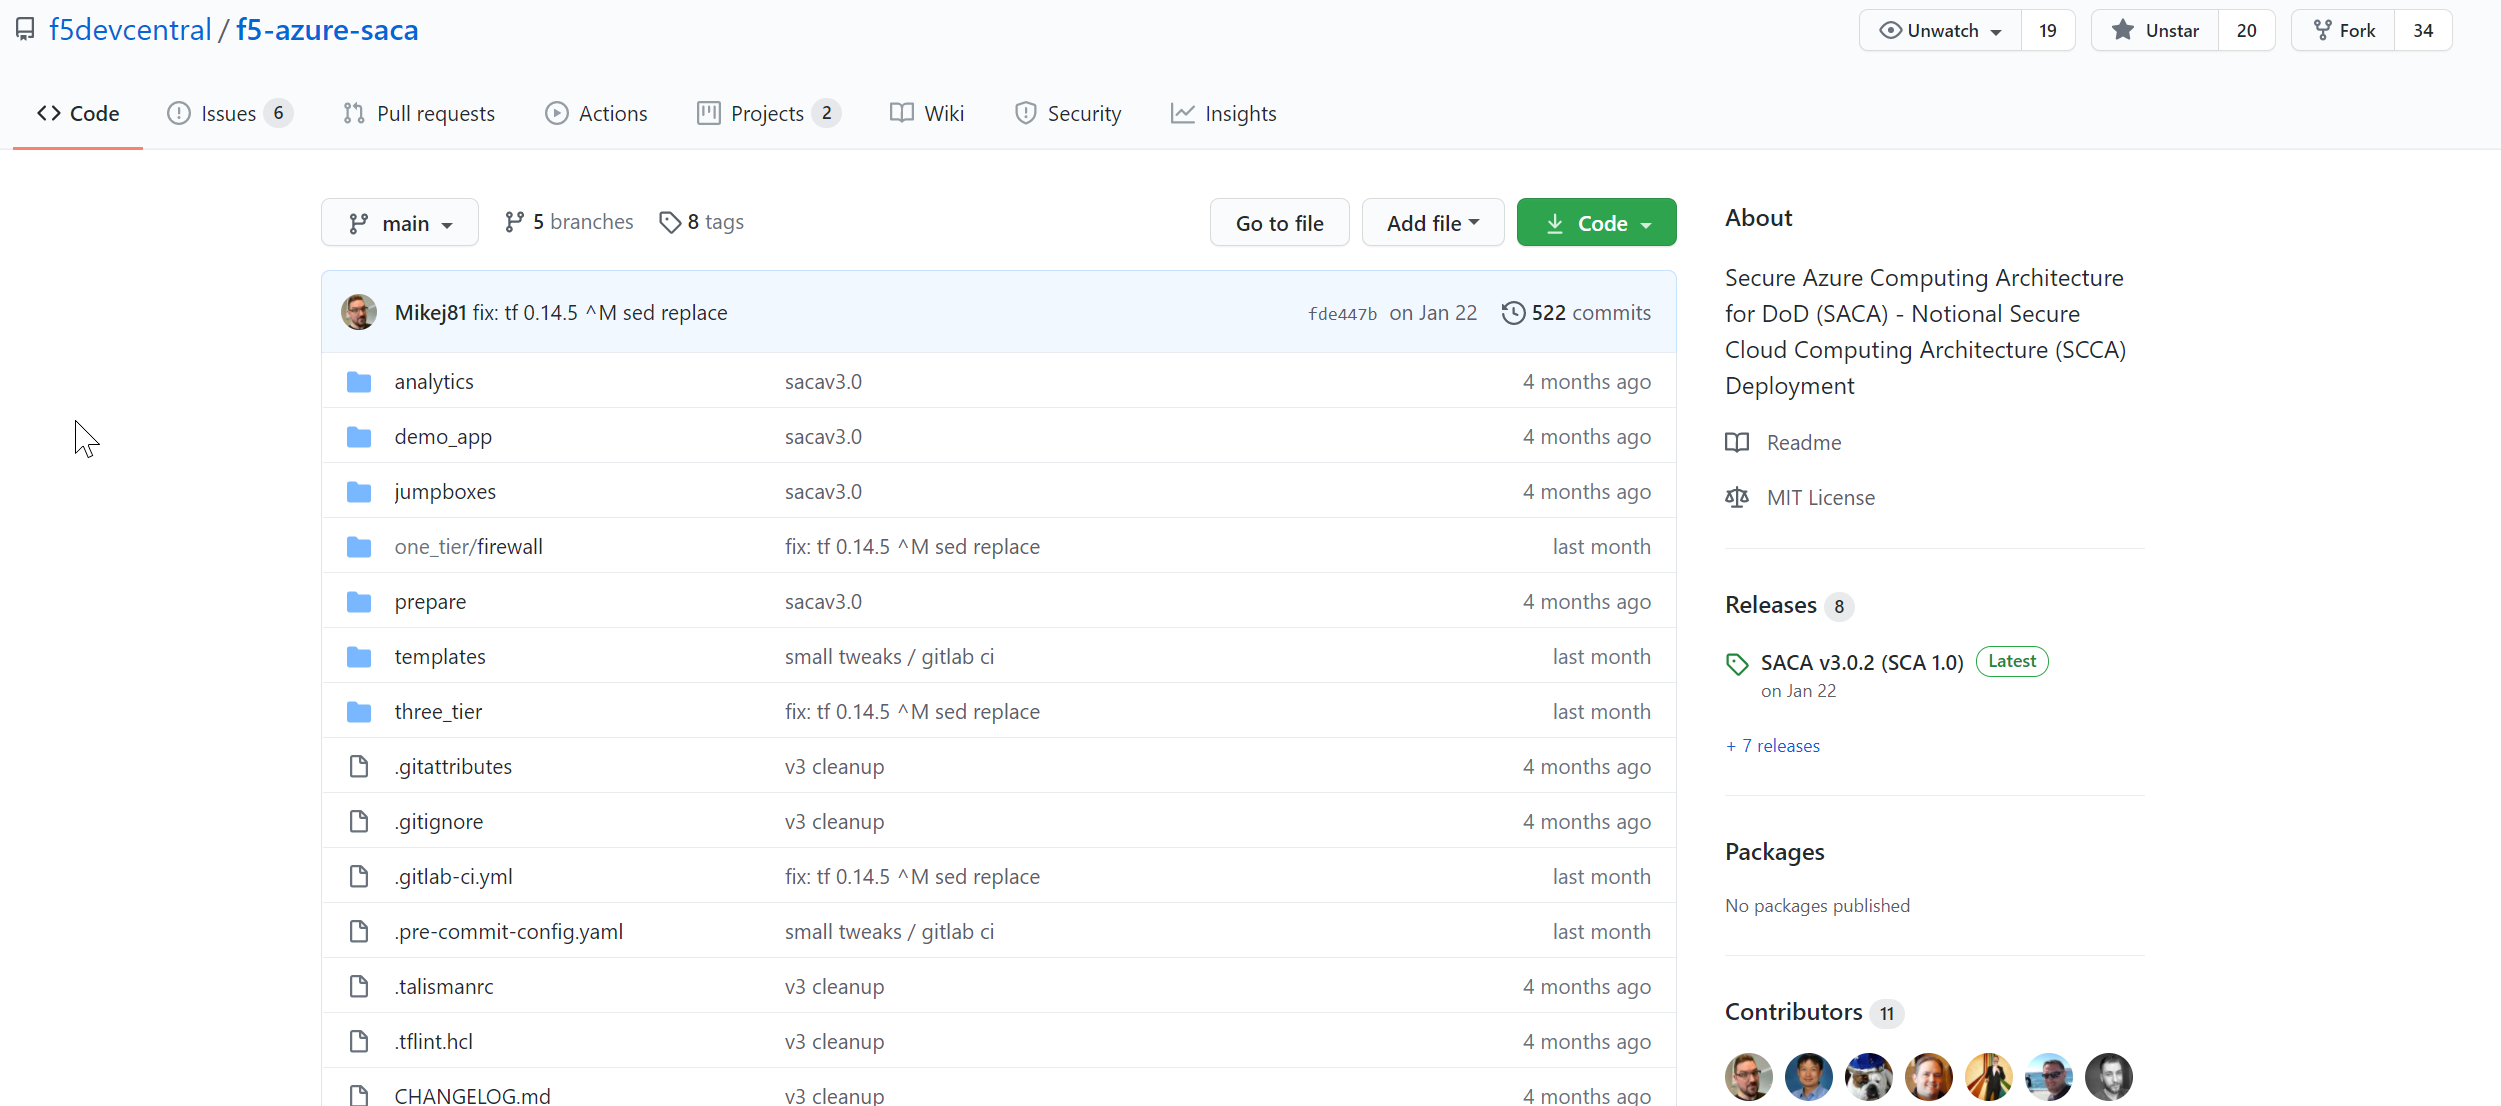 f5devcentral / f5-azure-saca
Unwatch 19 Unstar 20 Fork 34
Code Issues 6 Pull requests Actions Projects 2 Wiki Security Insights
main 5 branches 8 tags Go to file Add file Code
Mikej81 fix: tf 0.14.5 ^M sed replace fde447b on Jan 22 522 commits
analytics sacav3.0 4 months ago
demo_app sacav3.0 4 months ago
jumpboxes sacav3.0 4 months ago
one_tier/firewall fix: tf 0.14.5 ^M sed replace last month
prepare sacav3.0 4 months ago
templates small tweaks / gitlab ci last month
three_tier fix: tf 0.14.5 ^M sed replace last month
.gitattributes v3 cleanup 4 months ago
.gitignore v3 cleanup 4 months ago
.gitlab-ci.yml fix: tf 0.14.5 ^M sed replace last month
.pre-commit-config.yaml small tweaks / gitlab ci last month
.talismanrc v3 cleanup 4 months ago
.tflint.hcl v3 cleanup 4 months ago
CHANGELOG.md v3 cleanup 4 months ago
About
Secure Azure Computing Architecture
for DoD (SACA) - Notional Secure
Cloud Computing Architecture (SCCA)
Deployment
Readme
MIT License
Releases 8
SACA v3.0.2 (SCA 1.0) Latest
on Jan 22
+ 7 releases
Packages
No packages published
Contributors 11